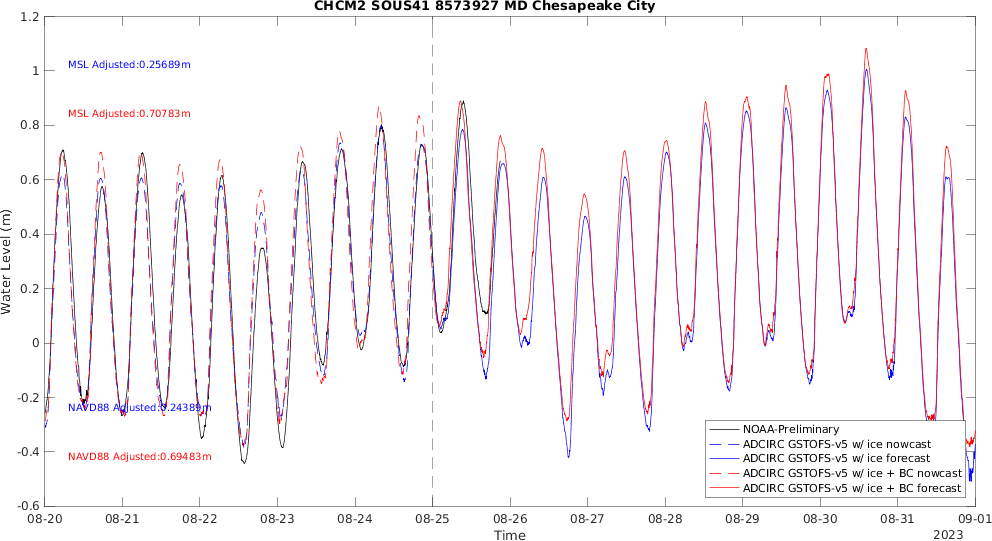 CHCM2 SOUS41 8573927 MD Chesapeake City
1.2
1
0.8
0.6
0.4
0.2
0
-0.2
-0.4
-0.6
Water Level (m)
MSL Adjusted:0.25689m
MSL Adjusted:0.70783m
NAVD88 Adjusted:0.24389m
NAVD88 Adjusted:0.69483m
NOAA-Preliminary
ADCIRC GSTOFS-v5 w/ ice nowcast
ADCIRC GSTOFS-v5 w/ ice forecast
ADCIRC GSTOFS-v5 w/ ice + BC nowcast
ADCIRC GSTOFS-v5 w/ ice + BC forecast
08-20 08-21 08-22 08-23 08-24 08-25 08-26 08-27 08-28 08-29 08-30 08-31 09-01
Time
2023